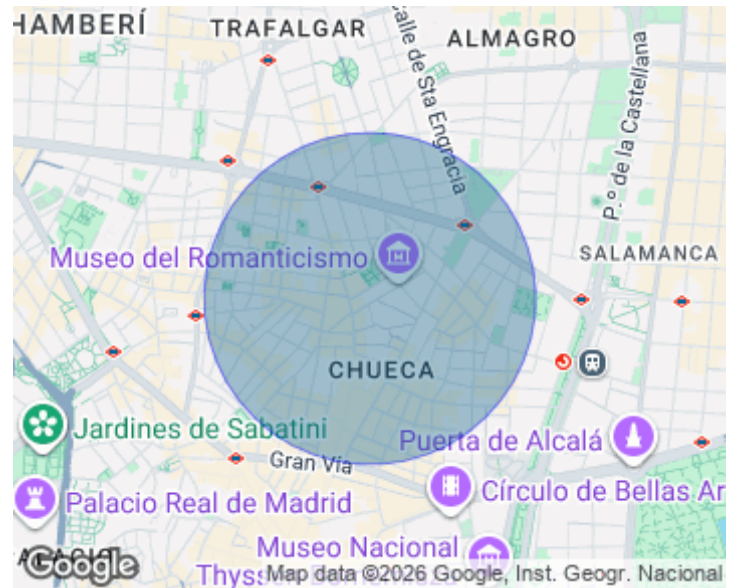 HAMBERÍ
TRAFALGAR
ALMAGRO
Calle de Sta Engracia
P.º de la Castellana
Museo del Romanticismo
SALAMANCA
CHUECA
Jardines de Sabatini
Puerta de Alcalá
Gran Vía
Círculo de Bellas Ar
Palacio Real de Madrid
Museo Nacional
Thyss
Google
Map data ©2026 Google, Inst. Geogr. Nacional